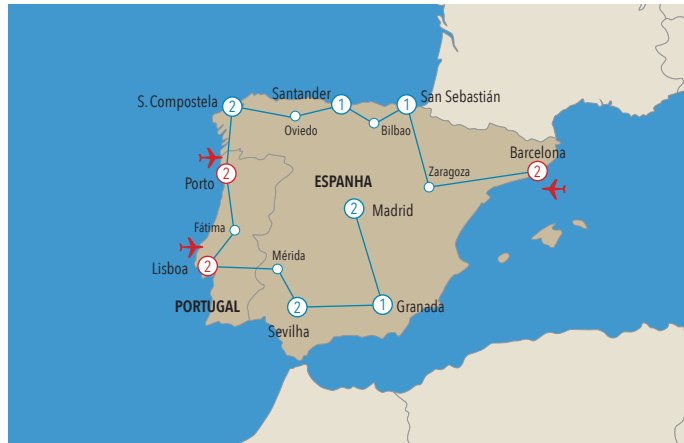 Santander
San Sebastián
S. Compostela
2
1
1
Oviedo
Bilbao
Barcelona
Zaragoza
2
Porto
2
ESPANHA
2
Madrid
Fátima
Mérida
Lisboa
2
PORTUGAL
2
1
Granada
Sevilha